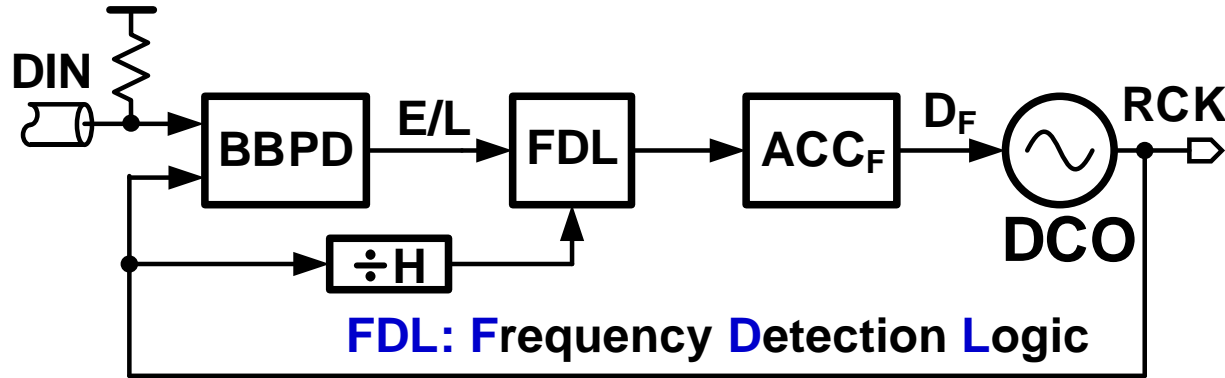 DIN
BBPD
E/L
FDL
ACC_F
D_F
DCO
RCK
÷H
FDL: Frequency Detection Logic